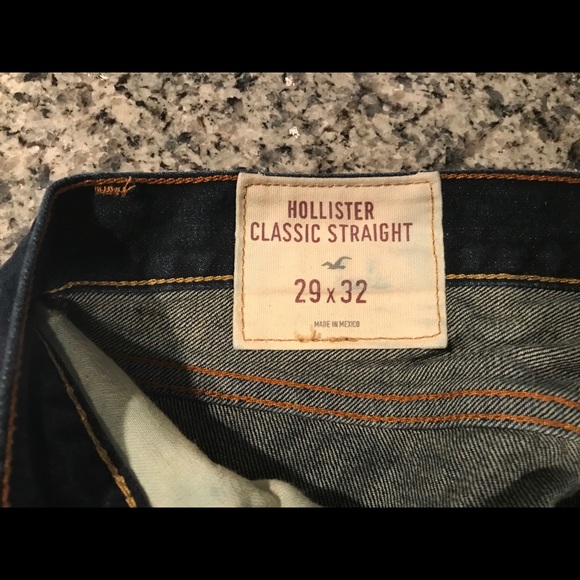 HOLLISTER
CLASSIC STRAIGHT
29 x 32
MADE IN MEXICO